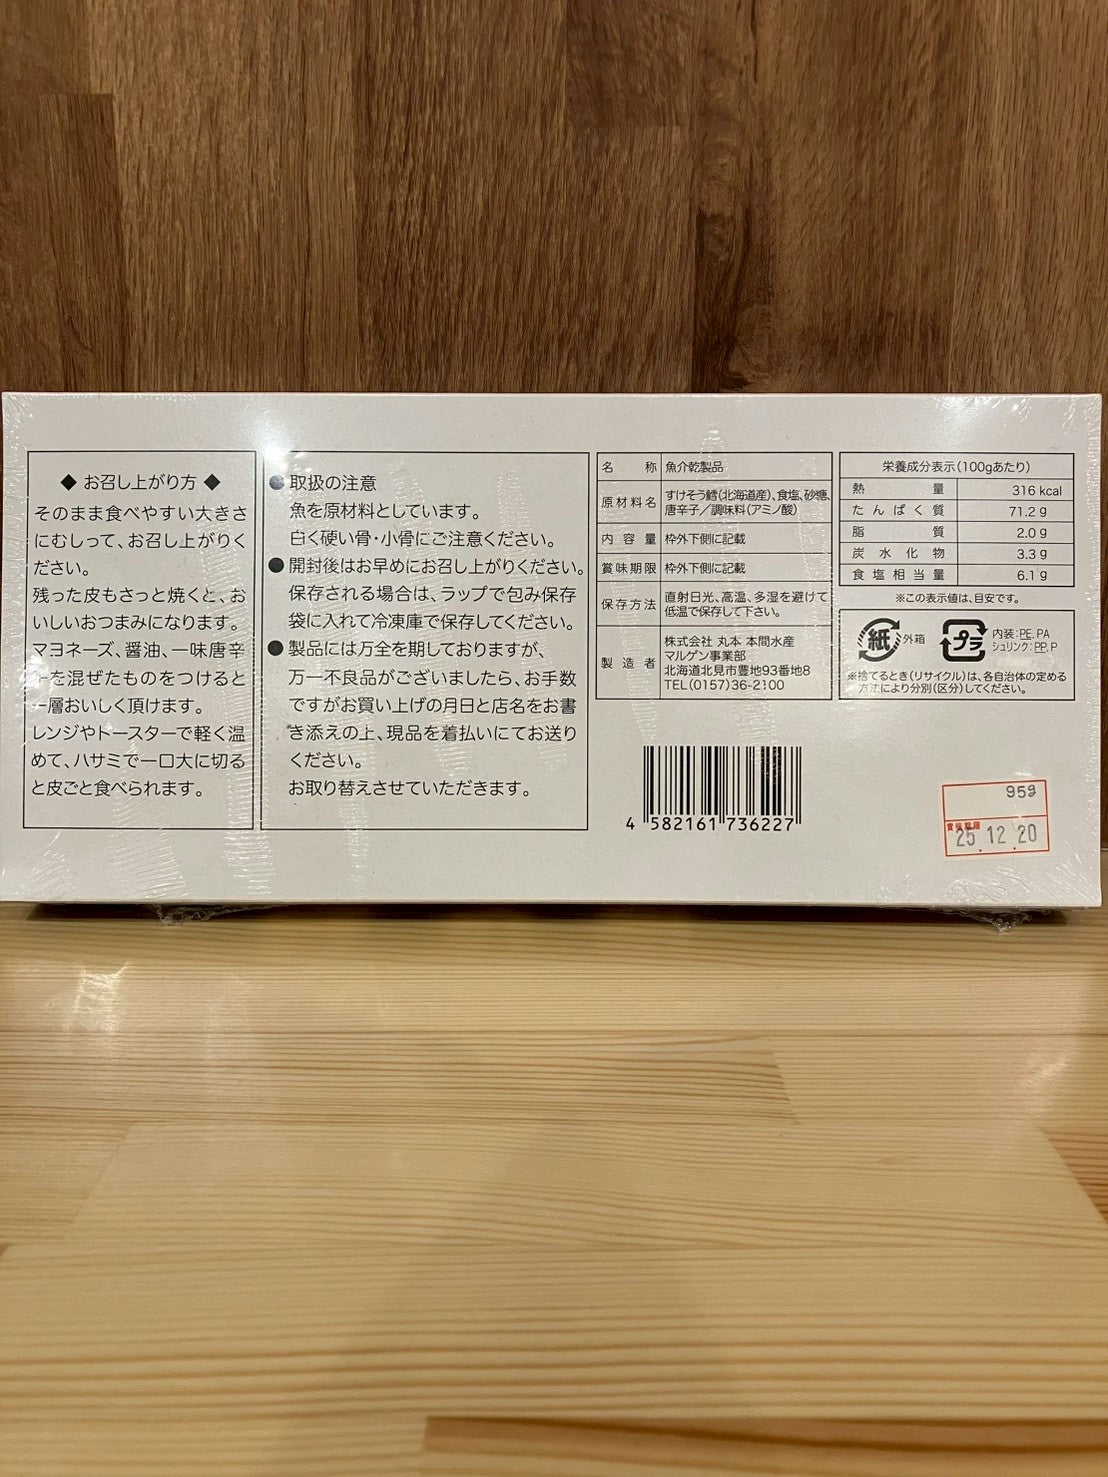 ◆ お召し上がり方 ◆
そのまま食べやすい大きさ
にむしって、お召し上がりく
ださい。
残った皮もさっと焼くと、お
いしいおつまみになります。
マヨネーズ、醤油、一味唐辛
子を混ぜたものをつけると
一層おいしく頂けます。
レンジやトースターで軽く温
めて、ハサミで一口大に切る
と皮ごと食べられます。
● 取扱の注意
魚を原材料としています。
白く硬い骨・小骨にご注意ください。
● 開封後はお早めにお召し上がりください。
保存される場合は、ラップで包み保存
袋に入れて冷凍庫で保存してください。
● 製品には万全を期しておりますが、
万一不良品がございましたら、お手数
ですがお買い上げの月日と店名をお書
き添えの上、現品を着払いにてお送り
ください。
お取り替えさせていただきます。
名称 魚介乾製品
原材料名 すけそう鱈(北海道産)、食塩、砂糖、
唐辛子／調味料(アミノ酸)
内容量 枠外下側に記載
賞味期限 枠外下側に記載
保存方法 直射日光、高温、多湿を避けて
低温で保存して下さい。
製造者 株式会社 丸本 本間水産
マルゲン事業部
北海道北見市豊地93番地8
TEL(0157)36-2100
4 582161 736227
栄養成分表示(100gあたり)
熱量 316 kcal
たんぱく質 71.2 g
脂質 2.0 g
炭水化物 3.3 g
食塩相当量 6.1 g
※この表示値は、目安です。
紙 外箱
プラ 内装:PE, PA
シュリンク:PP, P
※捨てるとき(リサイクル)は、各自治体の定める
方法により分別(区分)してください。
95g
賞味期限
25.12.20